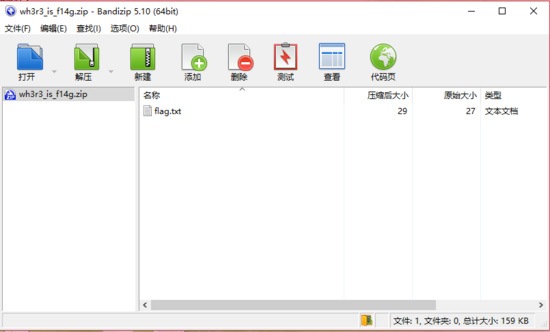 wh3r3_is_f14g.zip - Bandizip 5.10 (64bit)
文件(F) 编辑(E) 查找(I) 选项(O) 帮助(H)
打开 解压 新建 添加 删除 测试 查看 代码页
wh3r3_is_f14g.zip
名称 压缩后大小 原始大小 类型
flag.txt 29 27 文本文档
文件: 1, 文件夹: 0, 总计大小: 159 KB